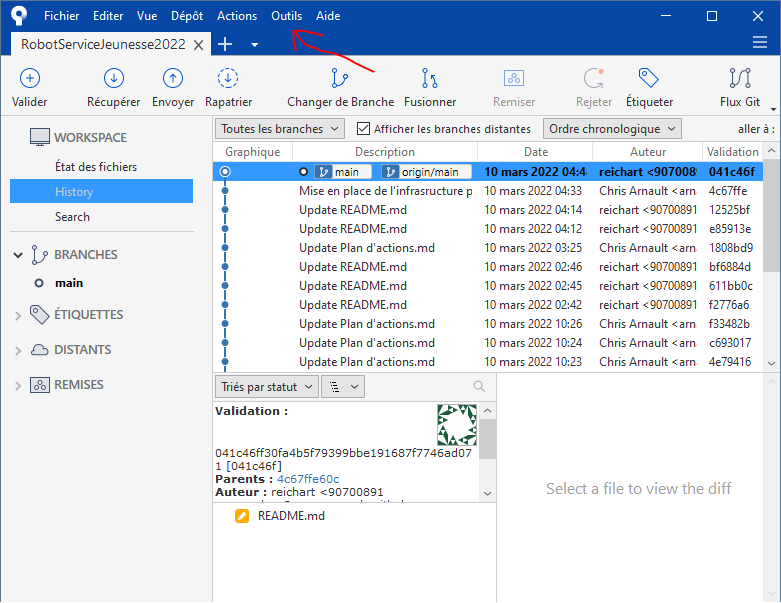 Fichier Editer Vue Dépôt Actions Outils Aide
RobotServiceJeunesse2022
Valider Récupérer Envoyer Rapatrier Changer de Branche Fusionner Remiser Rejeter Étiqueter Flux Git
WORKSPACE
État des fichiers
History
Search
BRANCHES
main
ÉTIQUETTES
DISTANTS
REMISES
Toutes les branches Afficher les branches distantes Ordre chronologique aller à :
Graphique Description Date Auteur Validation
main origin/main 10 mars 2022 04:4 reichart <907008 041c46f
Mise en place de l'infrasructure p 10 mars 2022 04:33 Chris Arnault <arn 4c67ffe
Update README.md 10 mars 2022 04:14 reichart <90700891 12525bf
Update README.md 10 mars 2022 04:12 reichart <90700891 e85913e
Update Plan d'actions.md 10 mars 2022 03:25 Chris Arnault <arn 1808bd9
Update README.md 10 mars 2022 02:46 reichart <90700891 bf6884d
Update README.md 10 mars 2022 02:45 reichart <90700891 611bb0c
Update README.md 10 mars 2022 02:42 reichart <90700891 f2776a6
Update Plan d'actions.md 10 mars 2022 10:26 Chris Arnault <arn f33482b
Update Plan d'actions.md 10 mars 2022 10:24 Chris Arnault <arn c693017
Update Plan d'actions.md 10 mars 2022 10:23 Chris Arnault <arn 4e79416
Triés par statut
Validation :
041c46ff30fa4b5f79399bbe191687f7746ad07
1 [041c46f]
Parents : 4c67ffe60c
Auteur : reichart <90700891
README.md
Select a file to view the diff